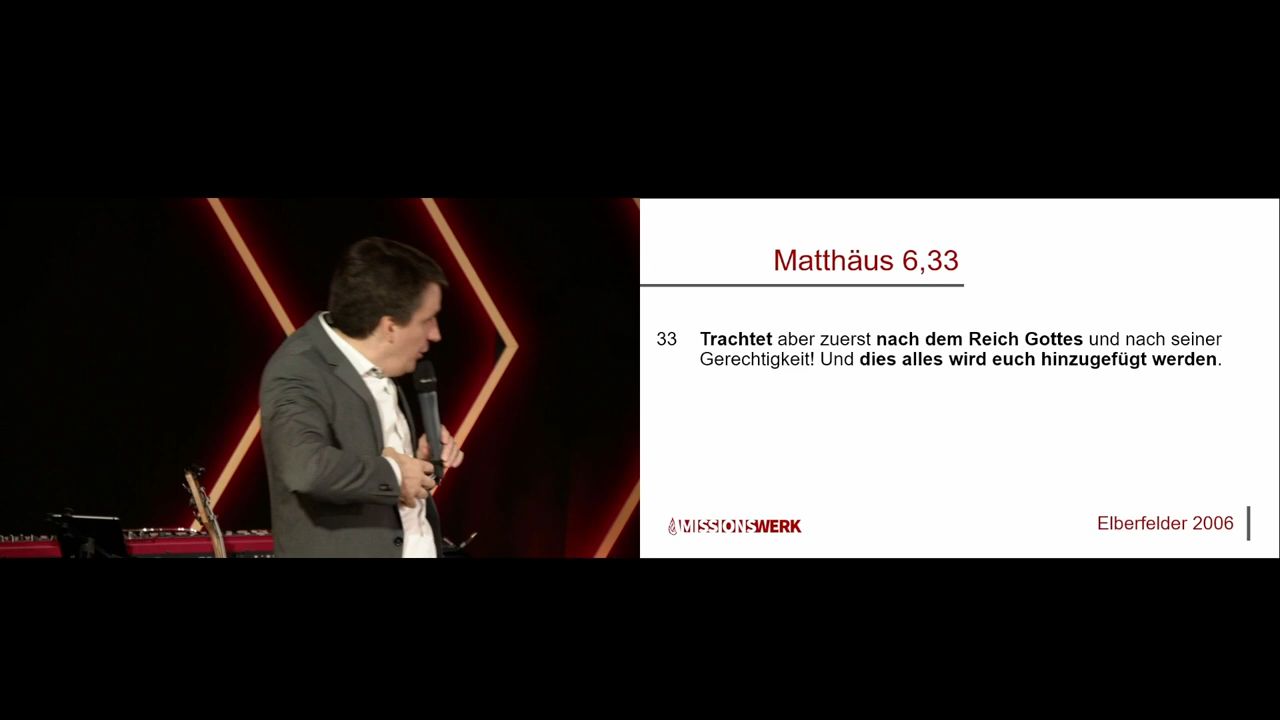 Matthäus 6,33
33 Trachtet aber zuerst nach dem Reich Gottes und nach seiner
Gerechtigkeit! Und dies alles wird euch hinzugefügt werden.
MISSIONSWERK
Elberfelder 2006